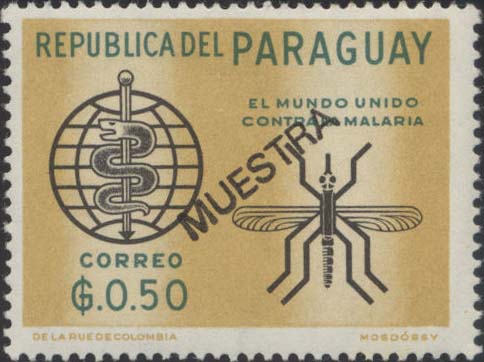 REPUBLICA DEL PARAGUAY
EL MUNDO UNIDO
CONTRA LA MALARIA
MUESTRA
CORREO
₲.0.50
DE LA RUE DE COLOMBIA
MOSDÓSSY